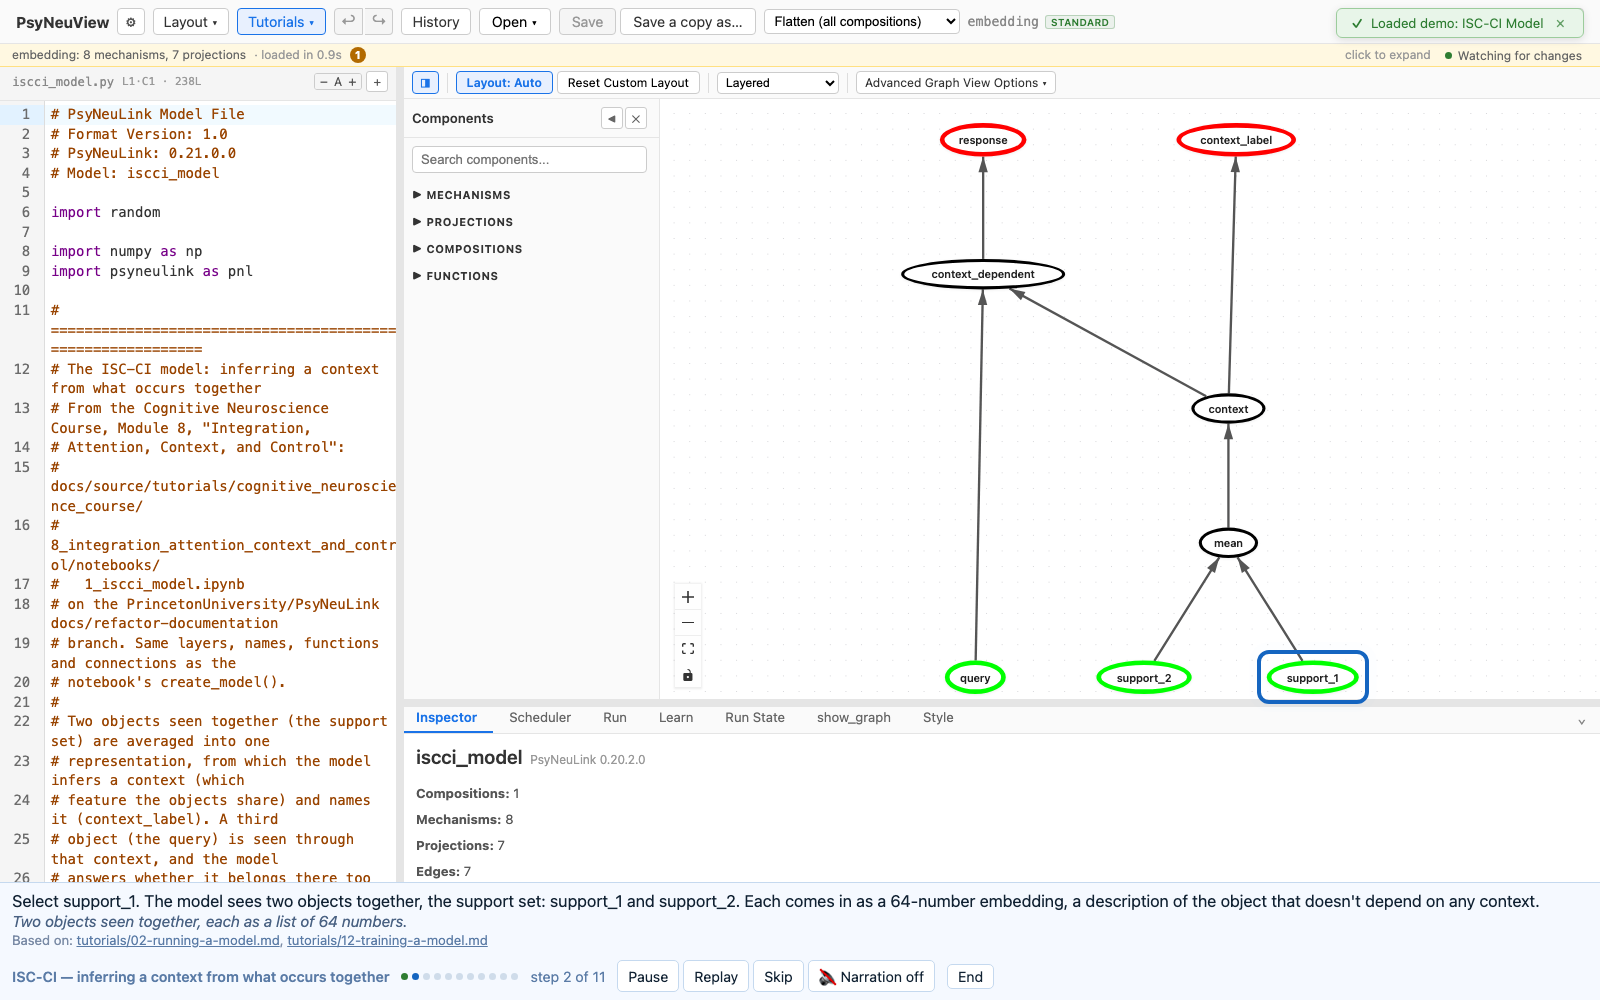 PsyNeuView
Layout ▾
Tutorials ▾
History
Open ▾
Save
Save a copy as...
Flatten (all compositions)
embedding
STANDARD
✓ Loaded demo: ISC-CI Model ×
embedding: 8 mechanisms, 7 projections · loaded in 0.9s 1
click to expand
Watching for changes
iscci_model.py L1·C1 · 238L
− A +
+
Layout: Auto
Reset Custom Layout
Layered
Advanced Graph View Options ▾
1 # PsyNeuLink Model File
2 # Format Version: 1.0
3 # PsyNeuLink: 0.21.0.0
4 # Model: iscci_model
5
6 import random
7
8 import numpy as np
9 import psyneulink as pnl
10
11 #
=========================================
==================
12 # The ISC-CI model: inferring a context
from what occurs together
13 # From the Cognitive Neuroscience
Course, Module 8, "Integration,
14 # Attention, Context, and Control":
15 #
docs/source/tutorials/cognitive_neuroscie
nce_course/
16 #
8_integration_attention_context_and_contr
ol/notebooks/
17 #   1_iscci_model.ipynb
18 # on the PrincetonUniversity/PsyNeuLink
docs/refactor-documentation
19 # branch. Same layers, names, functions
and connections as the
20 # notebook's create_model().
21 #
22 # Two objects seen together (the support
set) are averaged into one
23 # representation, from which the model
infers a context (which
24 # feature the objects share) and names
it (context_label). A third
25 # object (the query) is seen through
that context, and the model
26 # answers whether it belongs there too
Components
Search components...
MECHANISMS
PROJECTIONS
COMPOSITIONS
FUNCTIONS
response
context_label
context_dependent
context
mean
query
support_2
support_1
Inspector
Scheduler
Run
Learn
Run State
show_graph
Style
iscci_model PsyNeuLink 0.20.2.0
Compositions: 1
Mechanisms: 8
Projections: 7
Edges: 7
Select support_1. The model sees two objects together, the support set: support_1 and support_2. Each comes in as a 64-number embedding, a description of the object that doesn't depend on any context.
Two objects seen together, each as a list of 64 numbers.
Based on: tutorials/02-running-a-model.md, tutorials/12-training-a-model.md
ISC-CI — inferring a context from what occurs together
step 2 of 11
Pause
Replay
Skip
Narration off
End